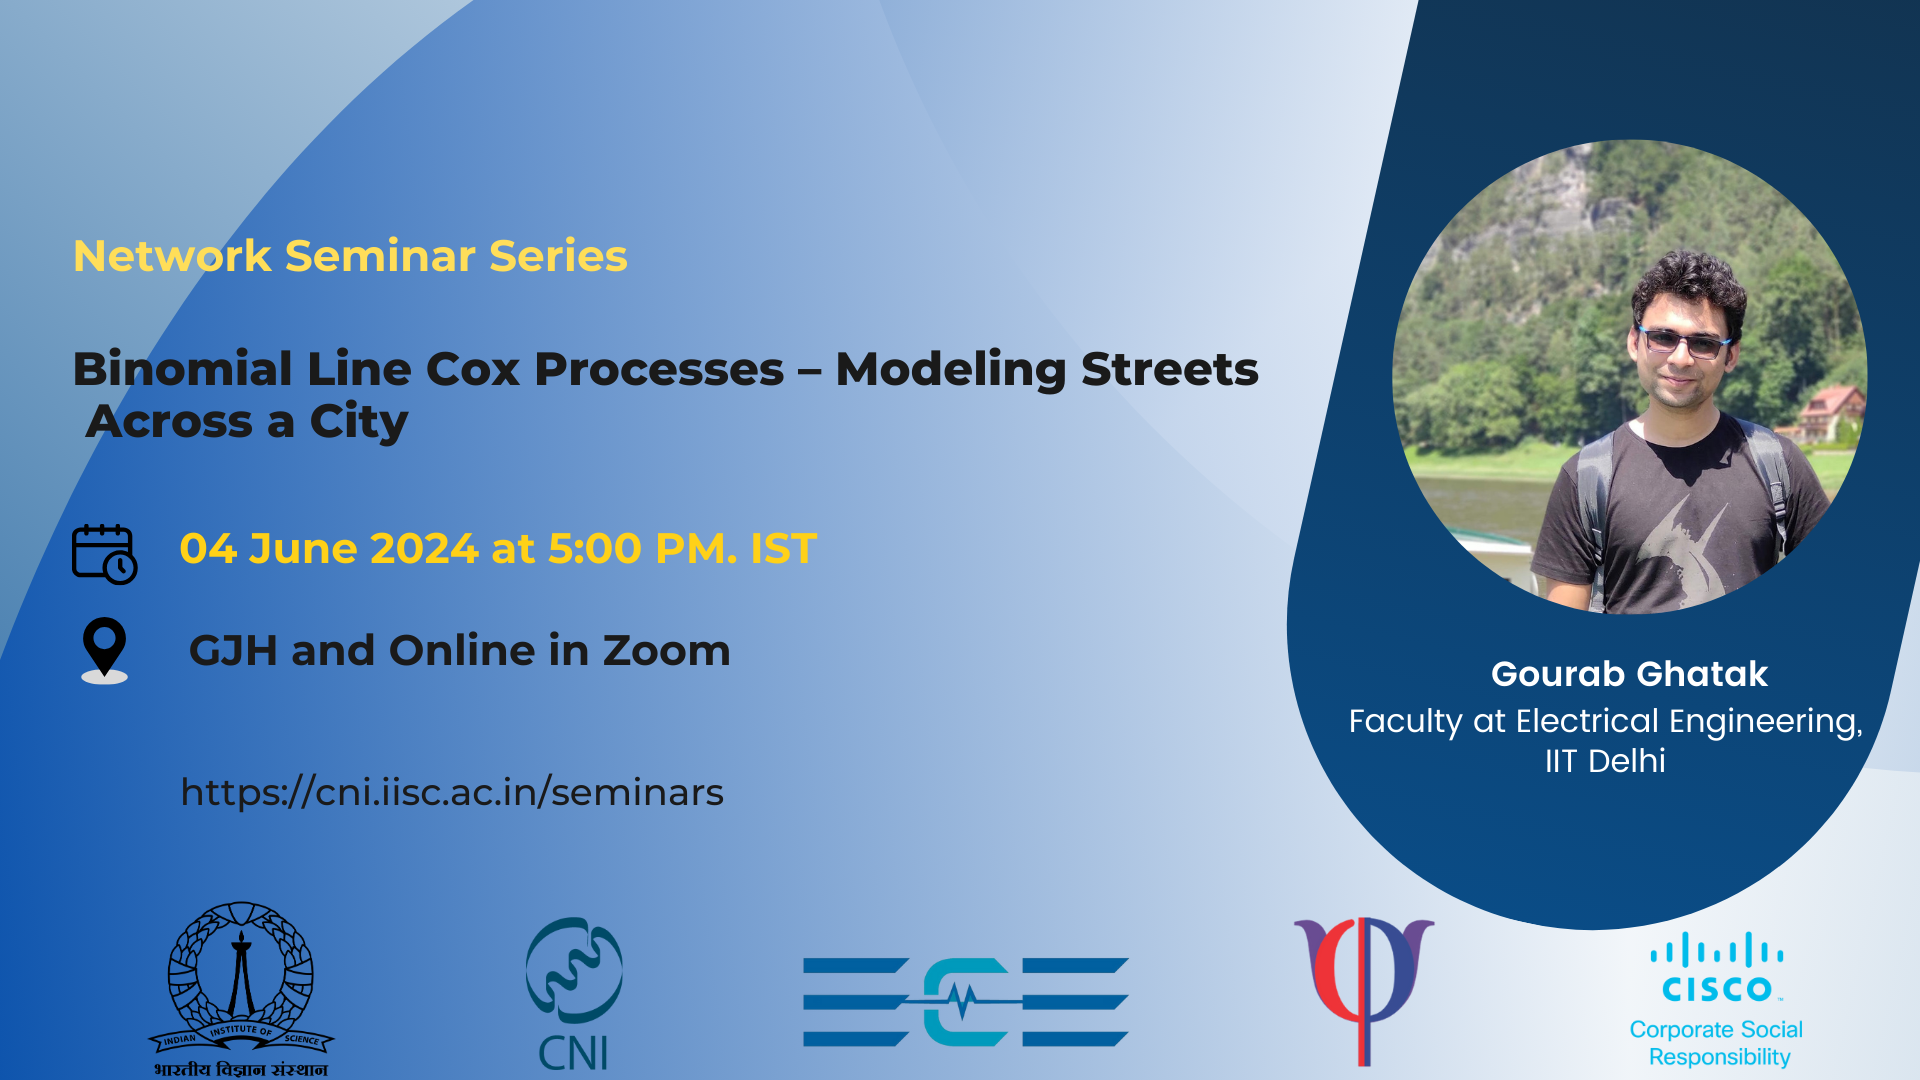 Network Seminar Series
Binomial Line Cox Processes – Modeling Streets
Across a City
04 June 2024 at 5:00 PM. IST
GJH and Online in Zoom
https://cni.iisc.ac.in/seminars
Gourab Ghatak
Faculty at Electrical Engineering,
IIT Delhi
INDIAN INSTITUTE OF SCIENCE
भारतीय विज्ञान संस्थान
CNI
ECE
CISCO
Corporate Social
Responsibility